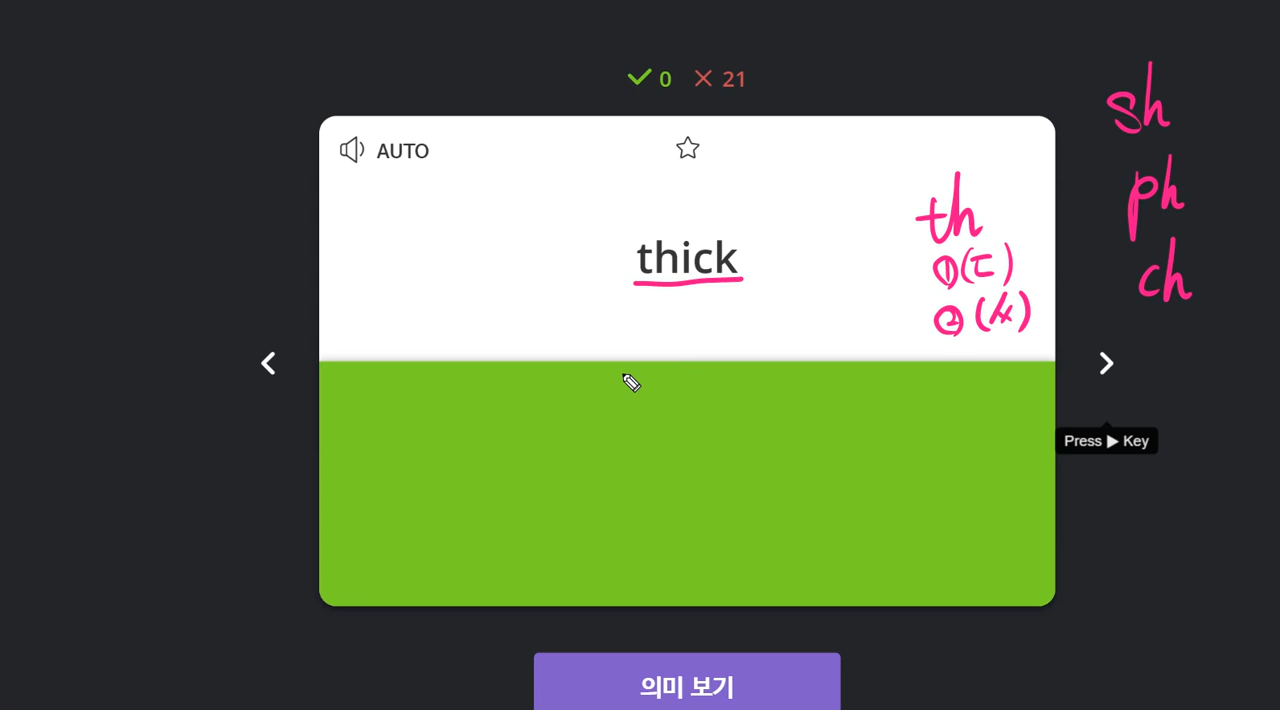 0 21
AUTO
thick
th
①(ㄷ)
②(ㅆ)
sh
ph
ch
Press ▶ Key
의미 보기